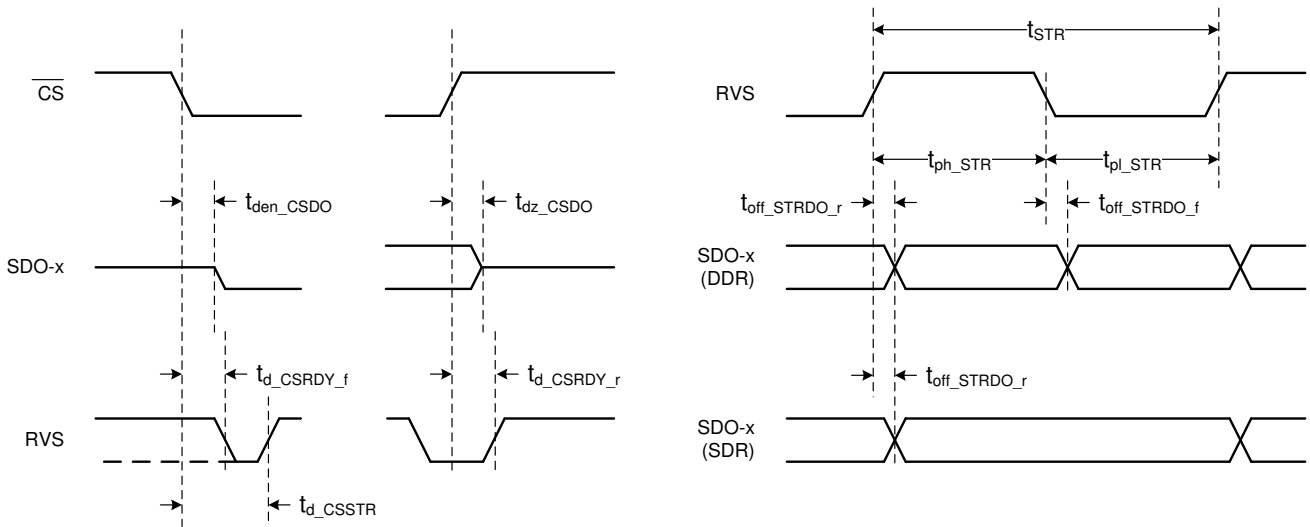 CS
t_den_CSDO
t_dz_CSDO
SDO-x
t_d_CSRDY_f
t_d_CSRDY_r
RVS
t_d_CSSTR
t_STR
RVS
t_ph_STR
t_pl_STR
t_off_STRDO_r
t_off_STRDO_f
SDO-x
(DDR)
t_off_STRDO_r
SDO-x
(SDR)